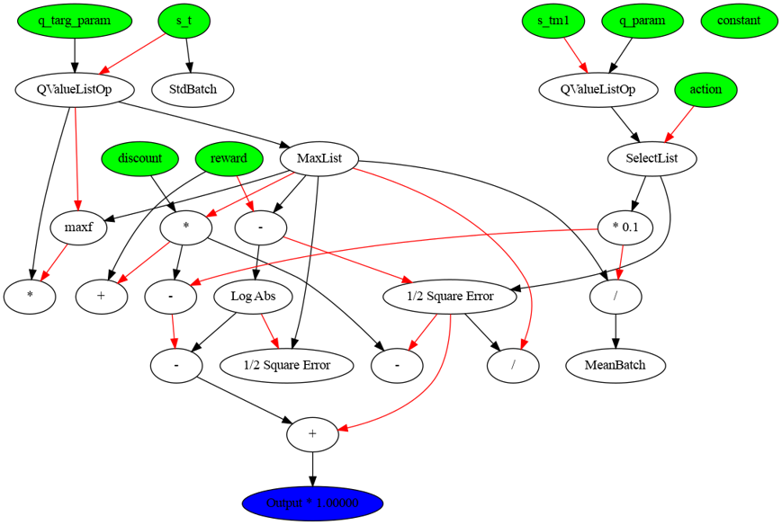 q_targ_param
s_t
s_tm1
q_param
constant
QValueListOp
StdBatch
QValueListOp
action
discount
reward
MaxList
SelectList
maxf
*
-
* 0.1
*
+
-
Log Abs
1/2 Square Error
/
-
1/2 Square Error
-
/
MeanBatch
+
Output * 1.00000